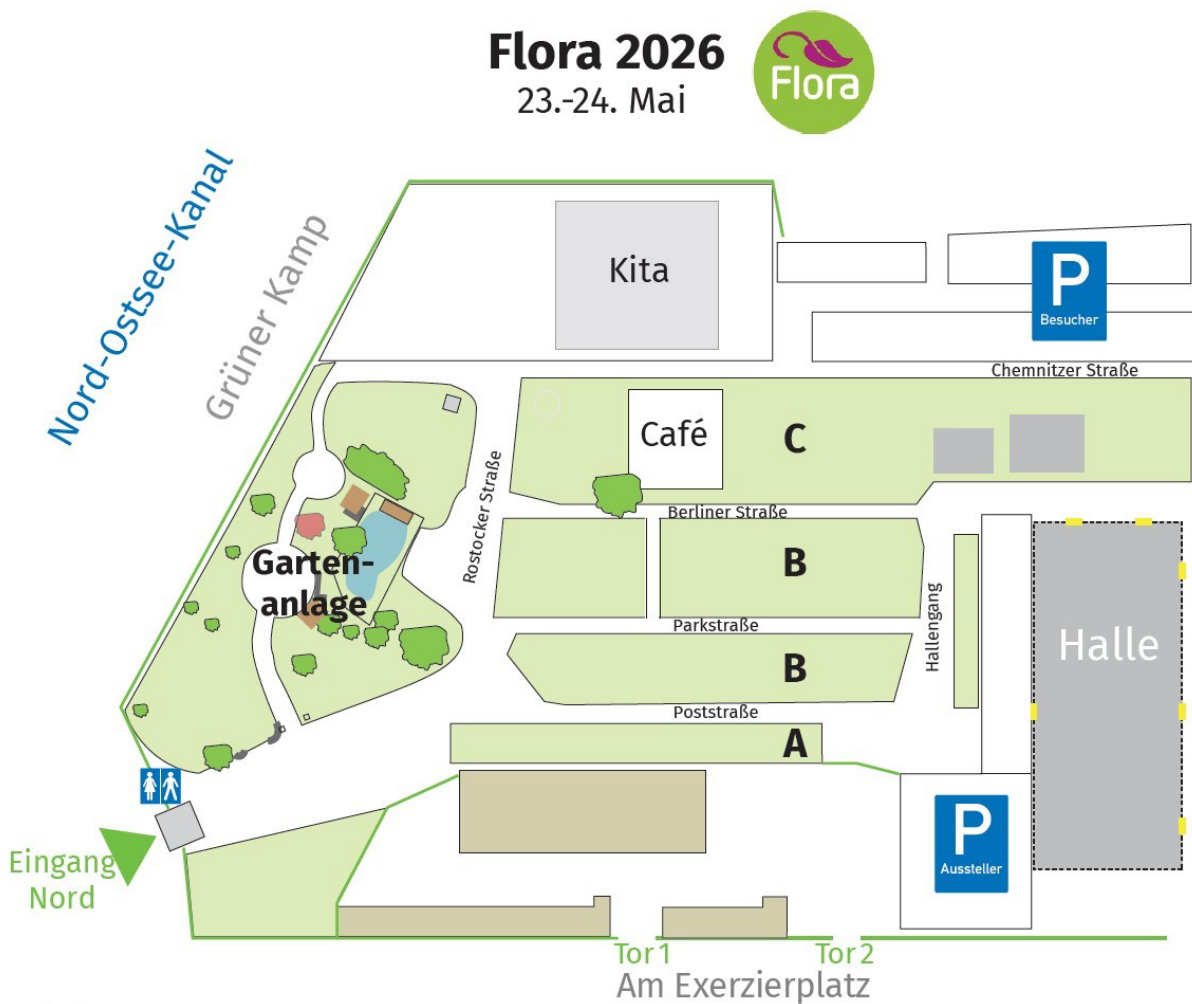 Flora 2026
23.-24. Mai
Flora
Nord-Ostsee-Kanal
Grüner Kamp
Kita
P
Besucher
Chemnitzer Straße
Café
C
Rostocker Straße
Berliner Straße
Garten-
anlage
B
Hallengang
Parkstraße
Halle
B
Poststraße
A
P
Aussteller
Eingang
Nord
Tor 1
Tor 2
Am Exerzierplatz